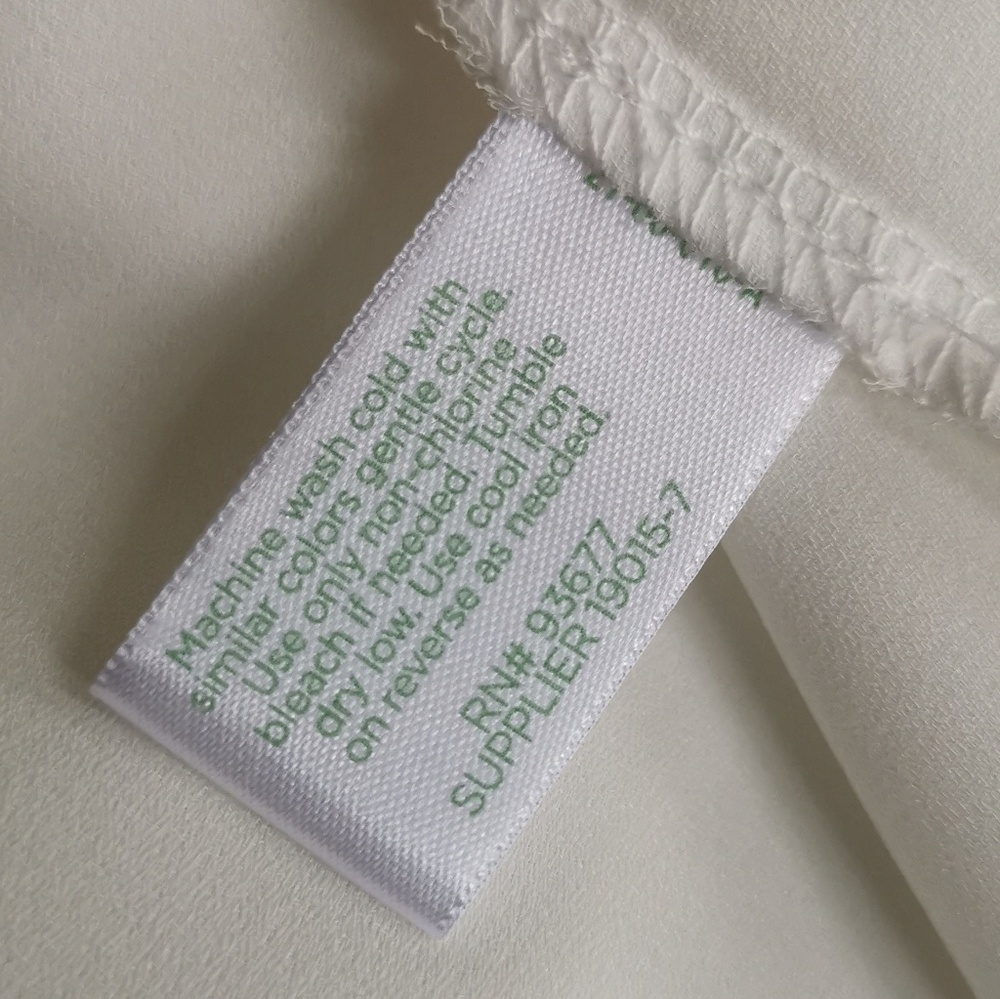 Machine wash cold with
similar colors gentle cycle.
Use only non-chlorine
bleach if needed. Tumble
dry low. Use cool iron
on reverse as needed.
RN# 93677
SUPPLIER 19015-7